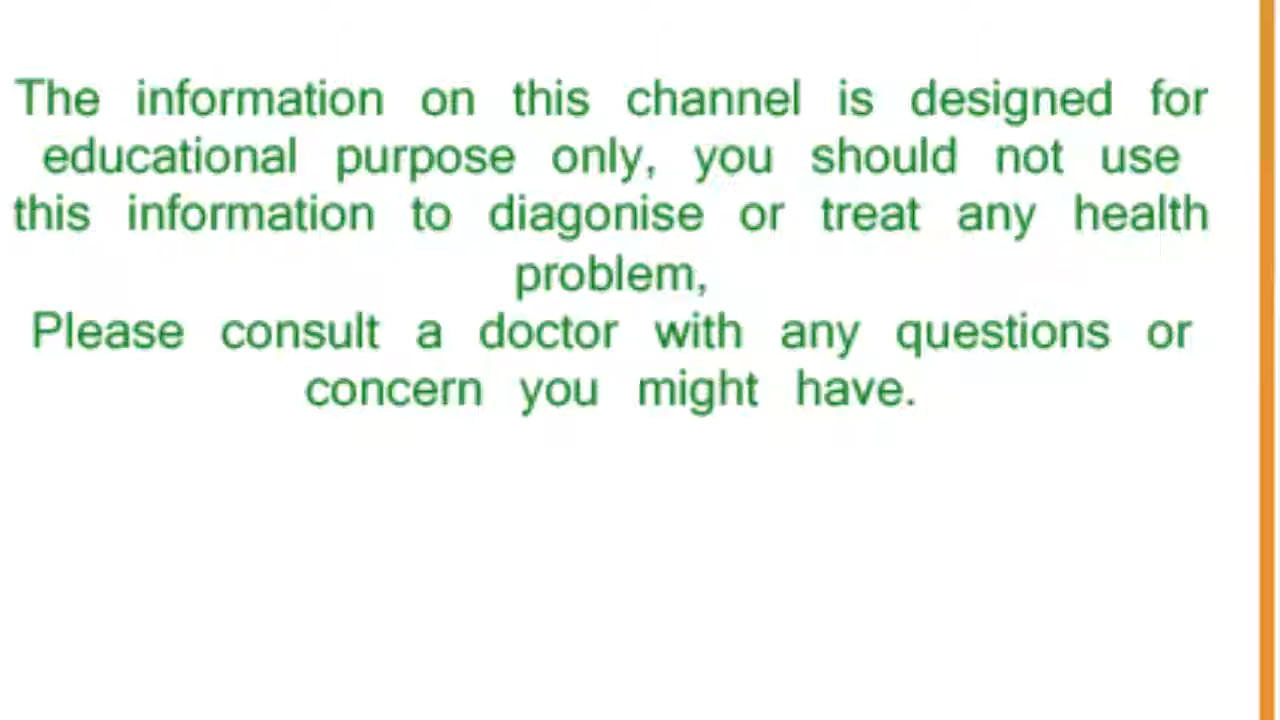 The information on this channel is designed for
educational purpose only, you should not use
this information to diagonise or treat any health
problem,
Please consult a doctor with any questions or
concern you might have.